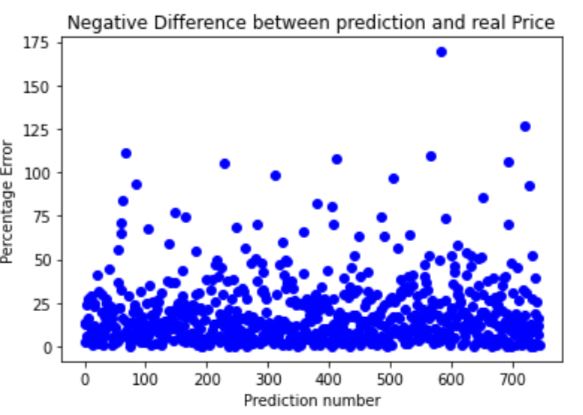 Negative Difference between prediction and real Price
175
150
125
100
75
50
25
0
Percentage Error
0 100 200 300 400 500 600 700
Prediction number